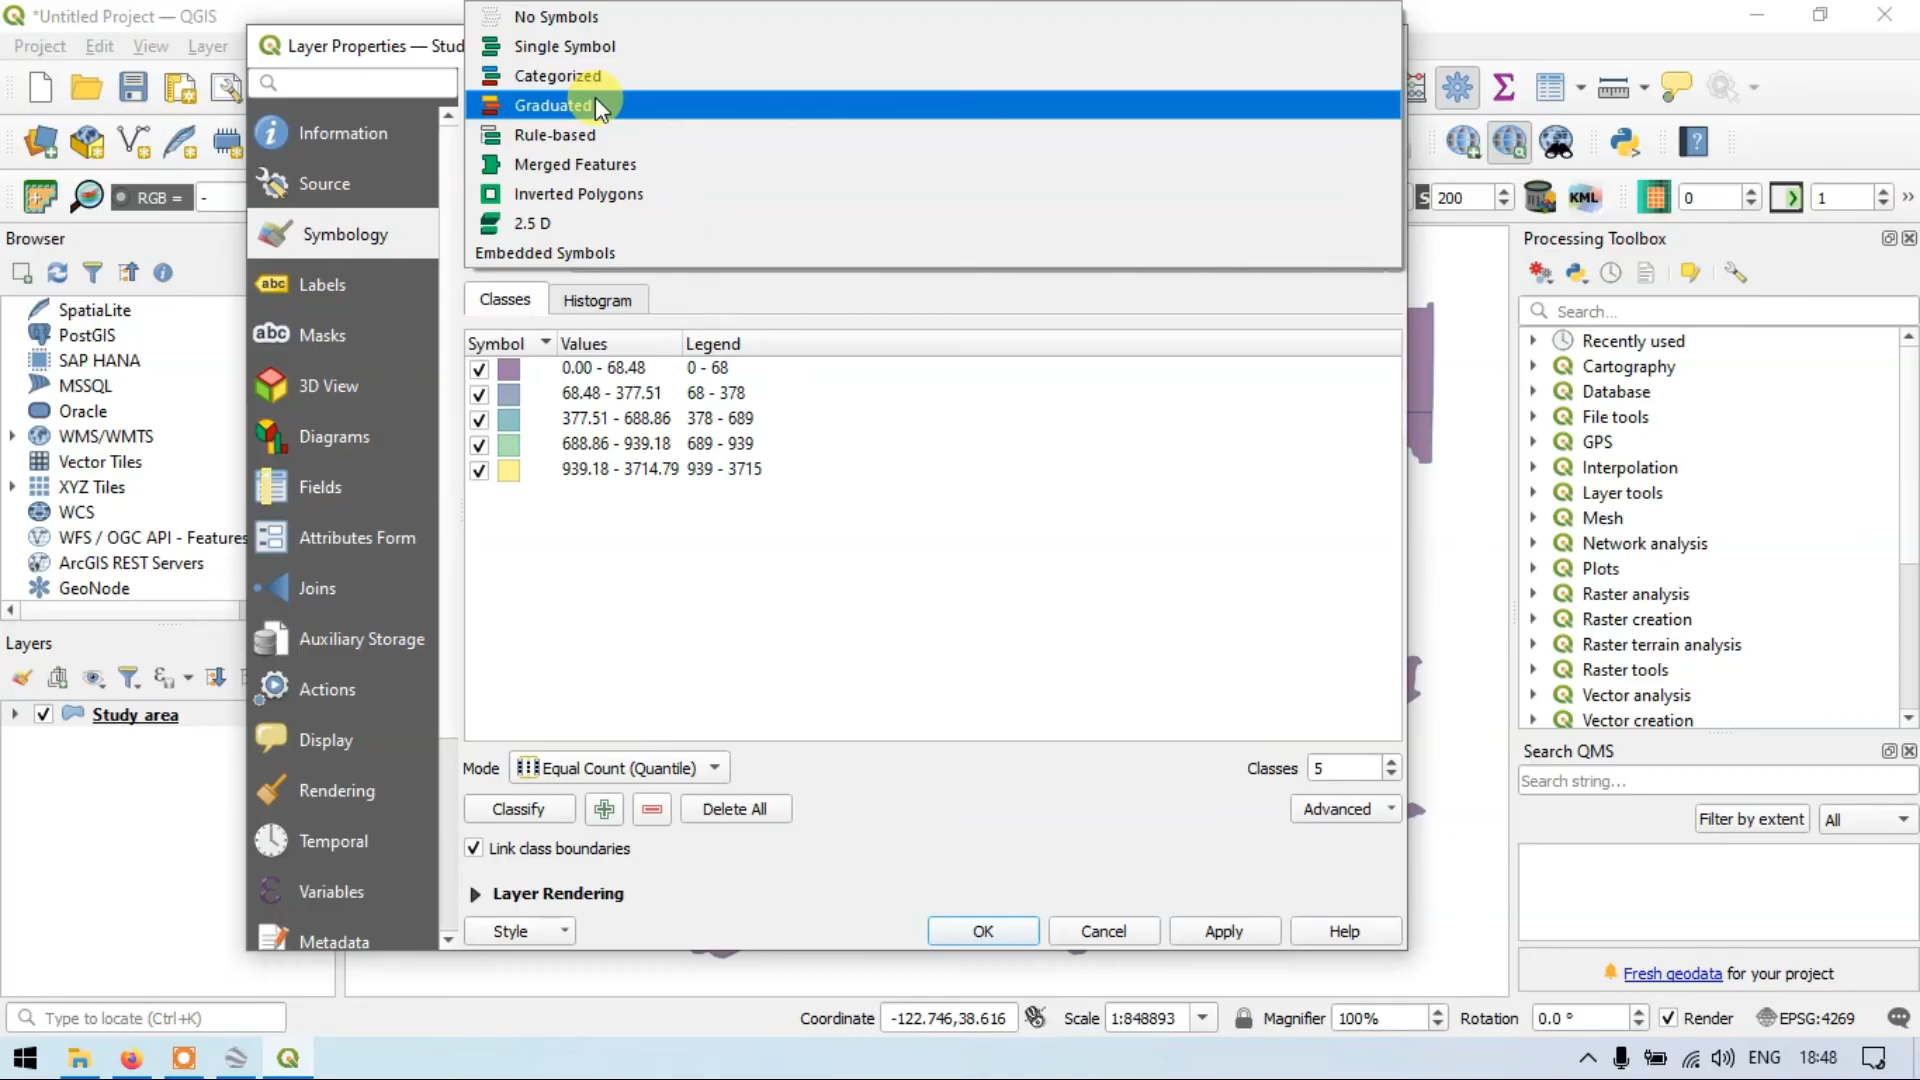 *Untitled Project — QGIS
Project Edit View Layer
Layer Properties — Stud
No Symbols
Single Symbol
Categorized
Graduated
Rule-based
Merged Features
Inverted Polygons
2.5 D
Embedded Symbols
RGB = -
S 200
KML
0
1
»
Browser
SpatiaLite
PostGIS
SAP HANA
MSSQL
Oracle
WMS/WMTS
Vector Tiles
XYZ Tiles
WCS
WFS / OGC API - Features
ArcGIS REST Servers
GeoNode
Layers
Study area
Information
Source
Symbology
abc Labels
abc Masks
3D View
Diagrams
Fields
Attributes Form
Joins
Auxiliary Storage
Actions
Display
Rendering
Temporal
Variables
Metadata
Classes Histogram
Symbol Values Legend
0.00 - 68.48 0 - 68
68.48 - 377.51 68 - 378
377.51 - 688.86 378 - 689
688.86 - 939.18 689 - 939
939.18 - 3714.79 939 - 3715
Mode Equal Count (Quantile) Classes 5
Classify Delete All Advanced
Link class boundaries
Layer Rendering
Style OK Cancel Apply Help
Processing Toolbox
Search...
Recently used
Cartography
Database
File tools
GPS
Interpolation
Layer tools
Mesh
Network analysis
Plots
Raster analysis
Raster creation
Raster terrain analysis
Raster tools
Vector analysis
Vector creation
Search QMS
Search string...
Filter by extent All
Fresh geodata for your project
Type to locate (Ctrl+K) Coordinate -122.746,38.616 Scale 1:848893 Magnifier 100% Rotation 0.0 ° Render EPSG:4269
ENG 18:48